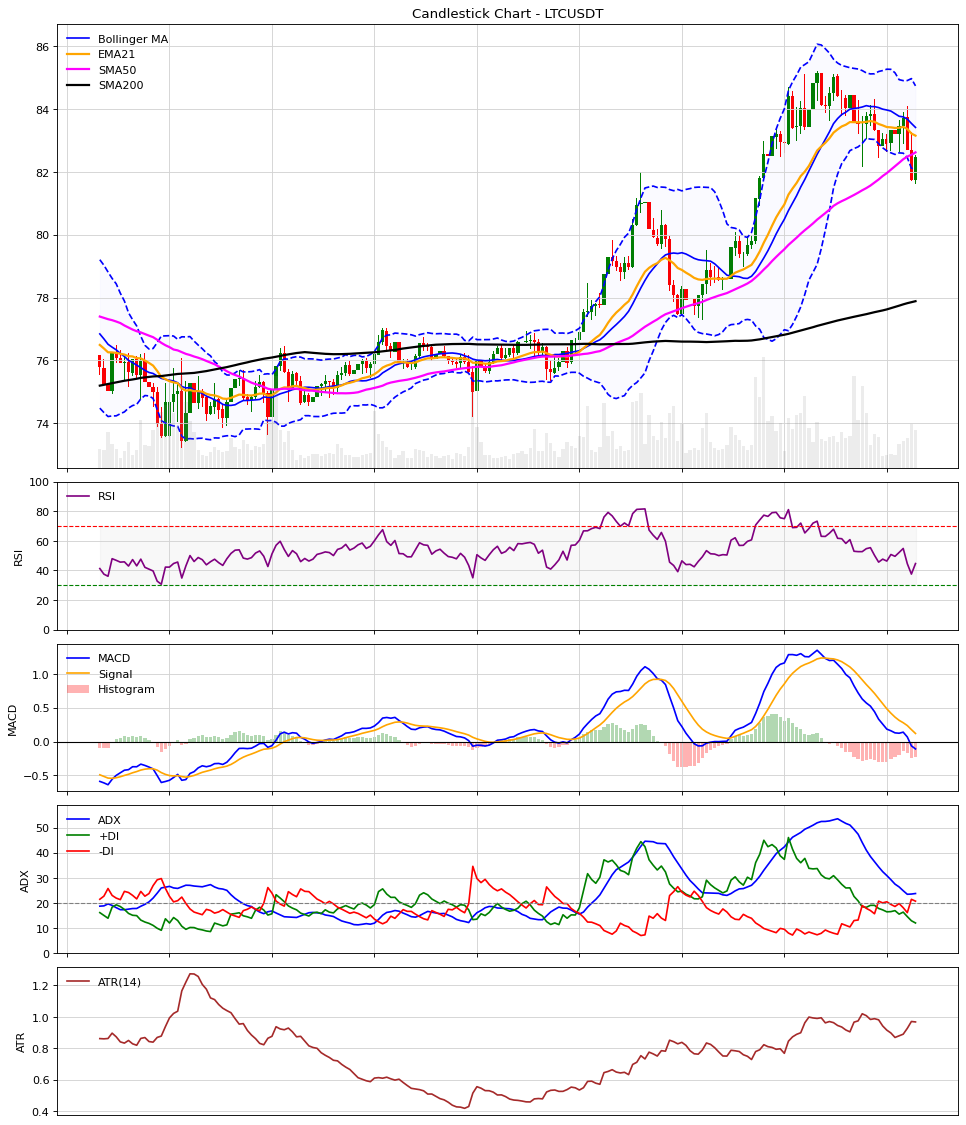 Candlestick Chart - LTCUSDT
Bollinger MA
EMA21
SMA50
SMA200
86
84
82
80
78
76
74
RSI
100
80
60
40
20
0
RSI
MACD
Signal
Histogram
1.0
0.5
0.0
−0.5
MACD
ADX
+DI
-DI
50
40
30
20
10
0
ADX
ATR(14)
1.2
1.0
0.8
0.6
0.4
ATR